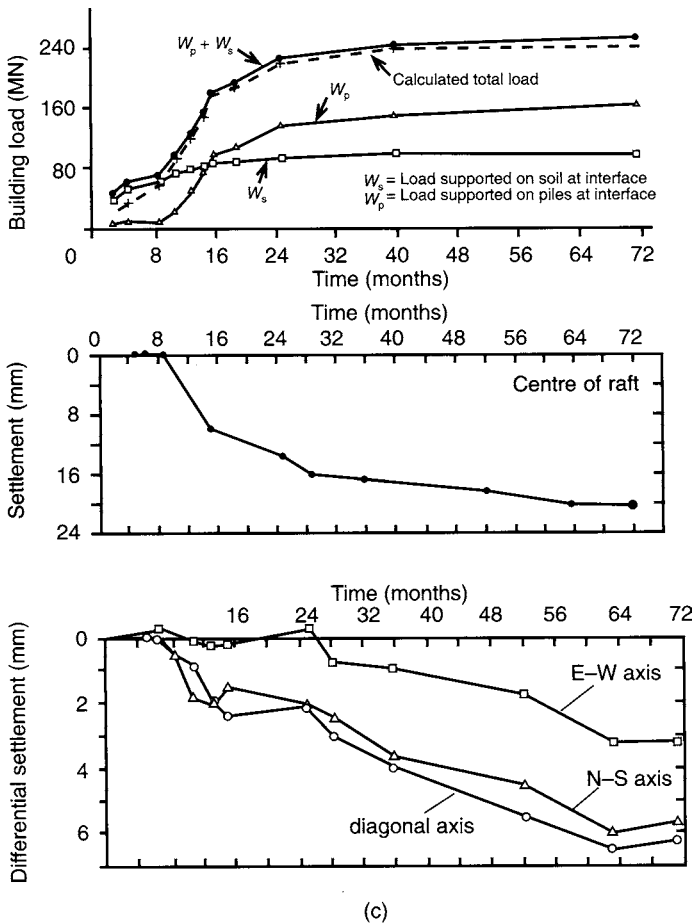 Building load (MN)
240
160
80
0
8
16
24
32
40
48
56
64
72
Time (months)
Wp + Ws
Calculated total load
Wp
Ws
Ws = Load supported on soil at interface
Wp = Load supported on piles at interface
Time (months)
0
8
16
24
32
36
48
56
64
72
Settlement (mm)
0
8
16
24
Centre of raft
Time (months)
16
24
32
40
48
56
64
72
Differential settlement (mm)
0
2
4
6
E–W axis
N–S axis
diagonal axis
(c)